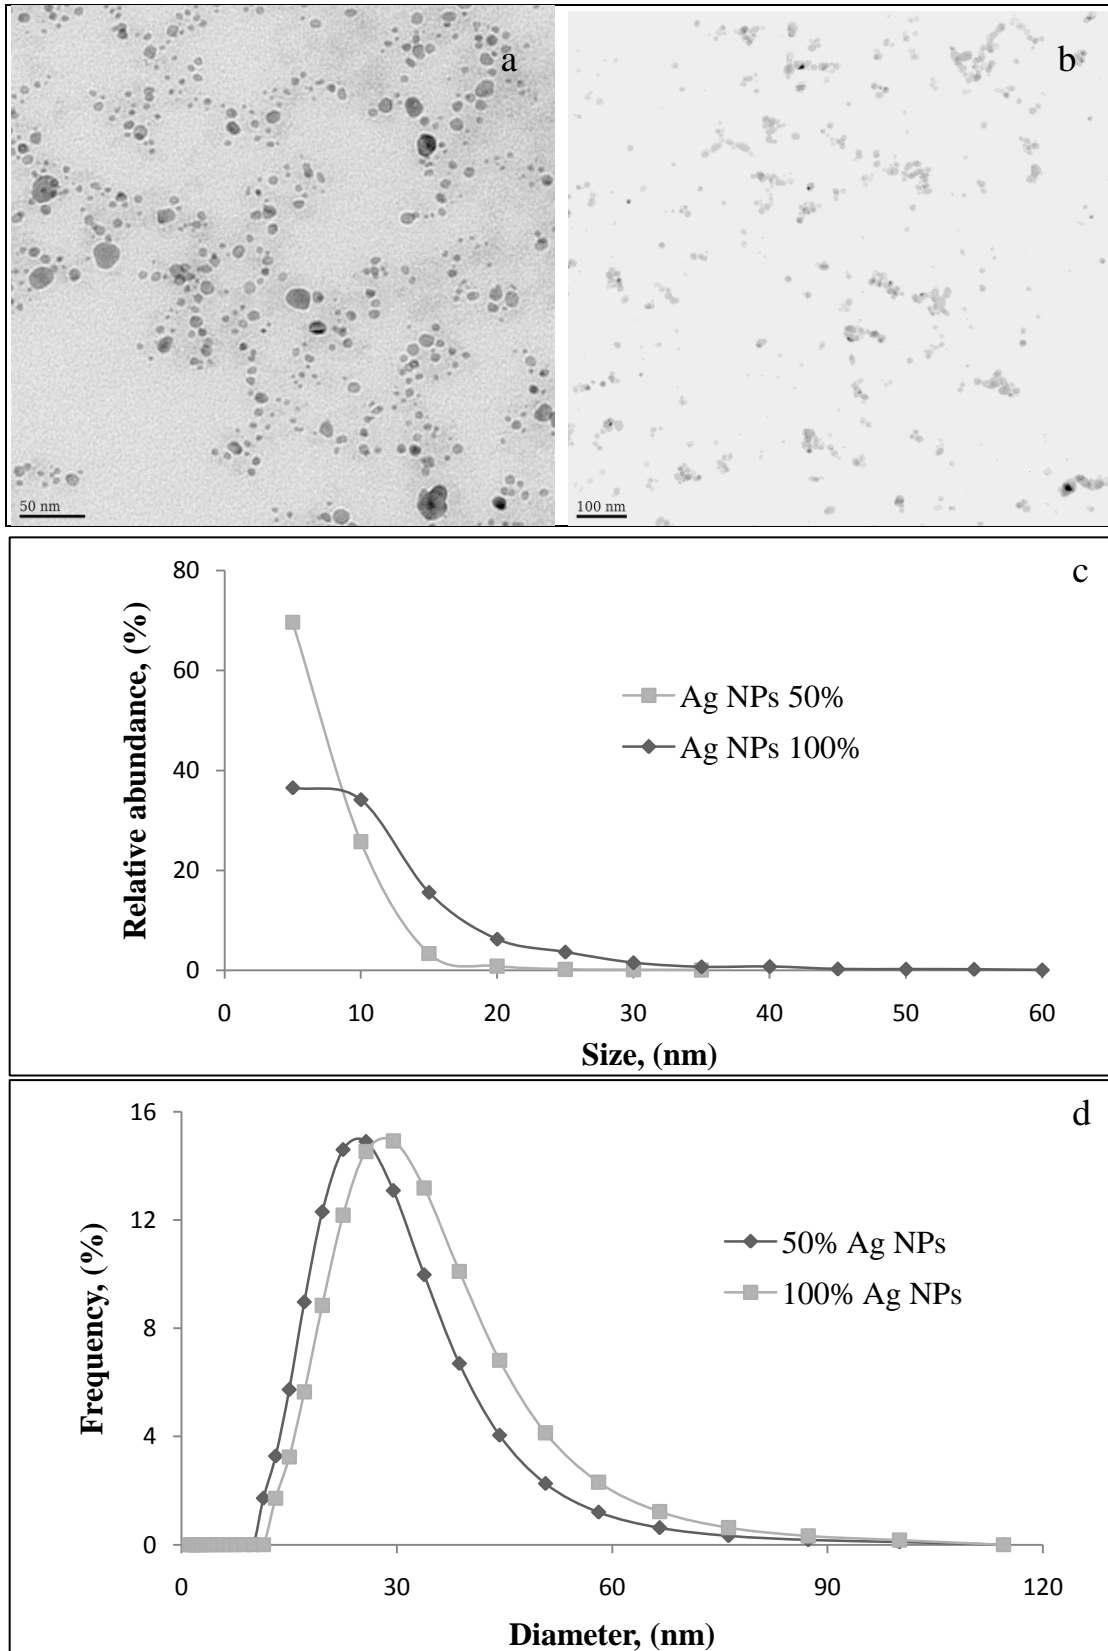 a
b
50 nm
100 nm
c
80
60
40
20
0
Relative abundance, (%)
Ag NPs 50%
Ag NPs 100%
0 10 20 30 40 50 60
Size, (nm)
d
16
12
8
4
0
Frequency, (%)
50% Ag NPs
100% Ag NPs
0 30 60 90 120
Diameter, (nm)